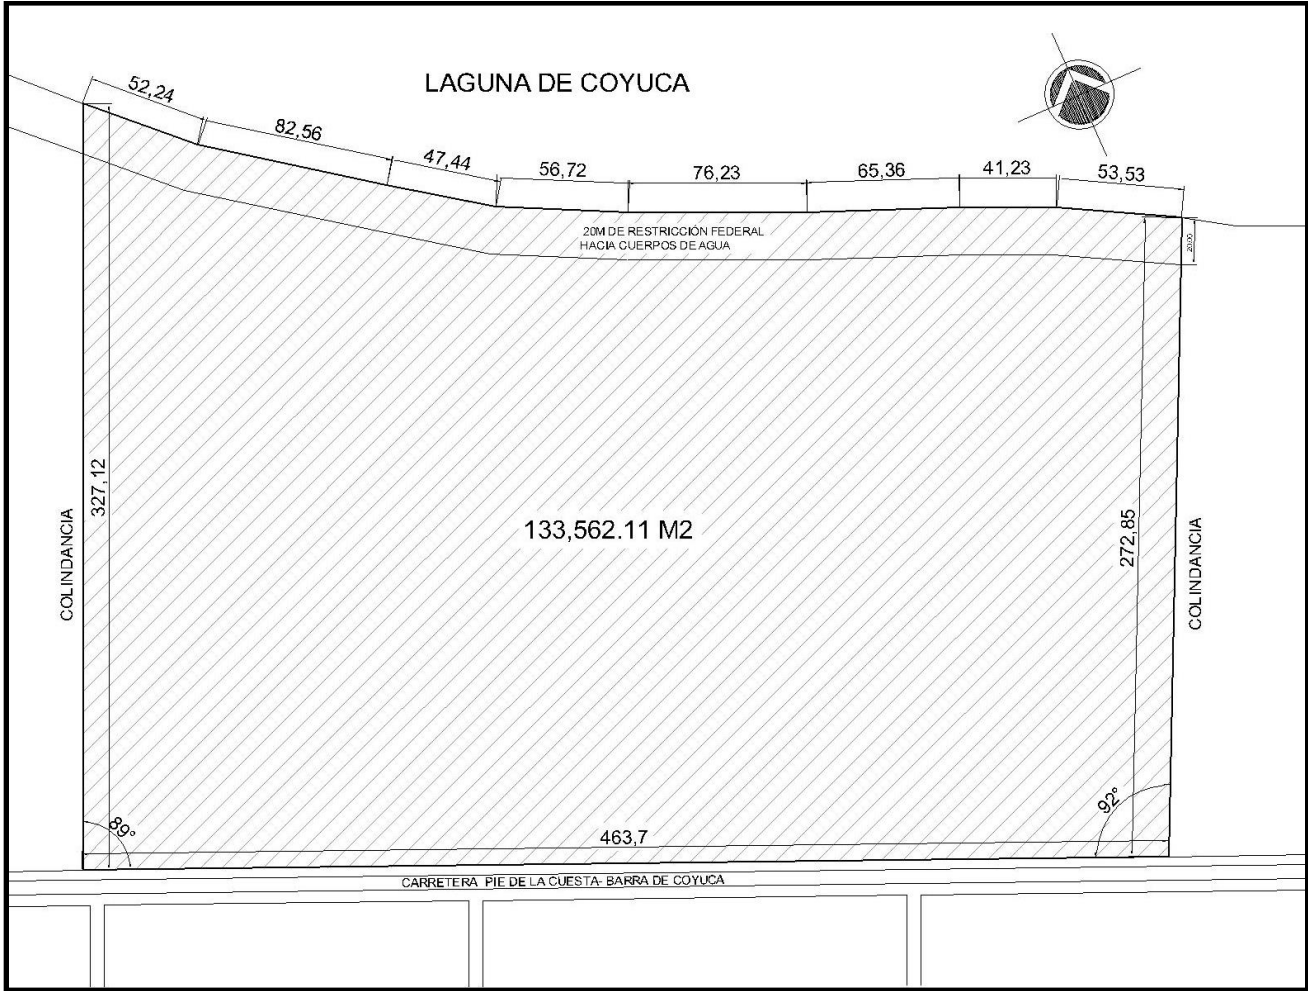 LAGUNA DE COYUCA
52,24
82,56
47,44
56,72
76,23
65,36
41,23
53,53
20M DE RESTRICCIÓN FEDERAL
HACIA CUERPOS DE AGUA
20.00
327,12
COLINDANCIA
133,562.11 M2
272,85
COLINDANCIA
89°
92°
463,7
CARRETERA PIE DE LA CUESTA- BARRA DE COYUCA